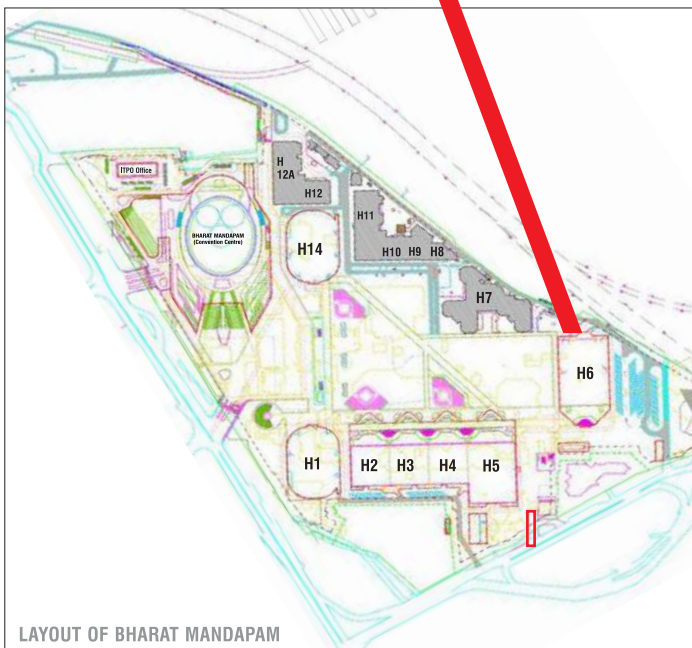 ITPO Office
H
12A
H12
H11
BHARAT MANDAPAM
(Convention Centre)
H14
H10 H9 H8
H7
H6
H1
H2 H3 H4 H5
LAYOUT OF BHARAT MANDAPAM